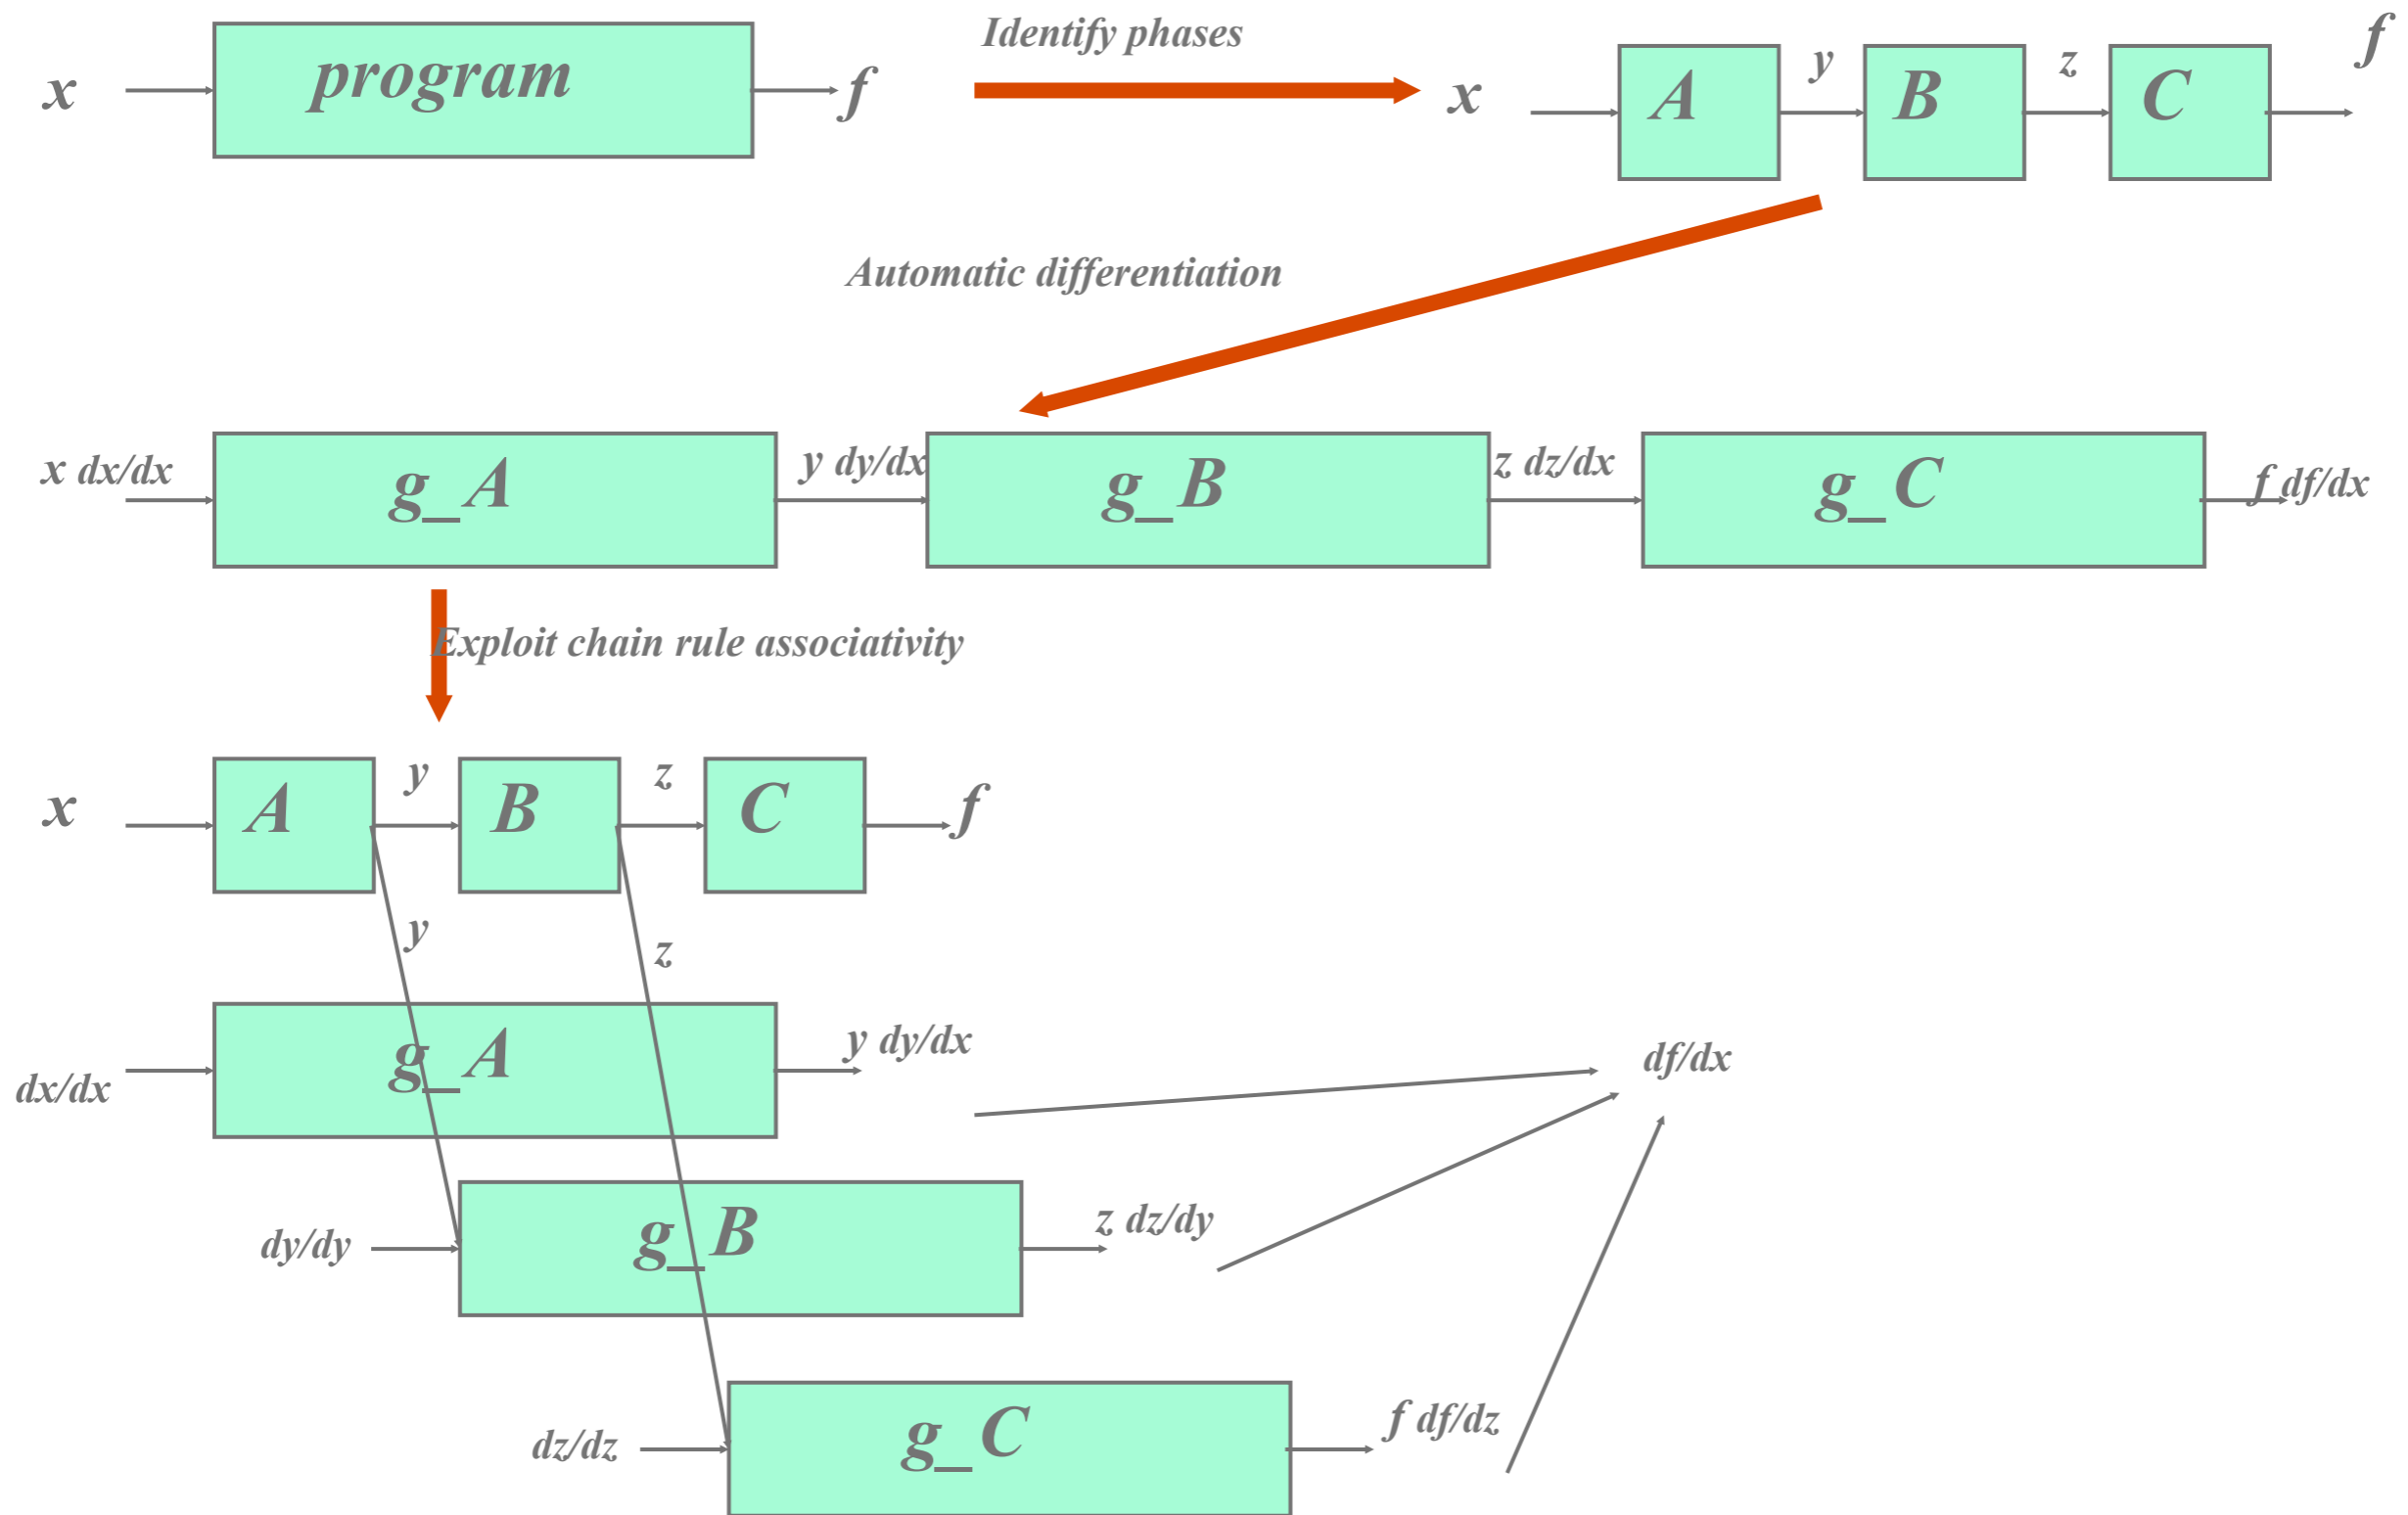 Identify phases
x
program
f
x
A
y
B
z
C
f
Automatic differentiation
x dx/dx
g_A
y dy/dx
g_B
z dz/dx
g_C
f df/dx
Exploit chain rule associativity
x
A
y
B
z
C
f
y
z
dx/dx
g_A
y dy/dx
df/dx
dy/dy
g_B
z dz/dy
dz/dz
g_C
f df/dz